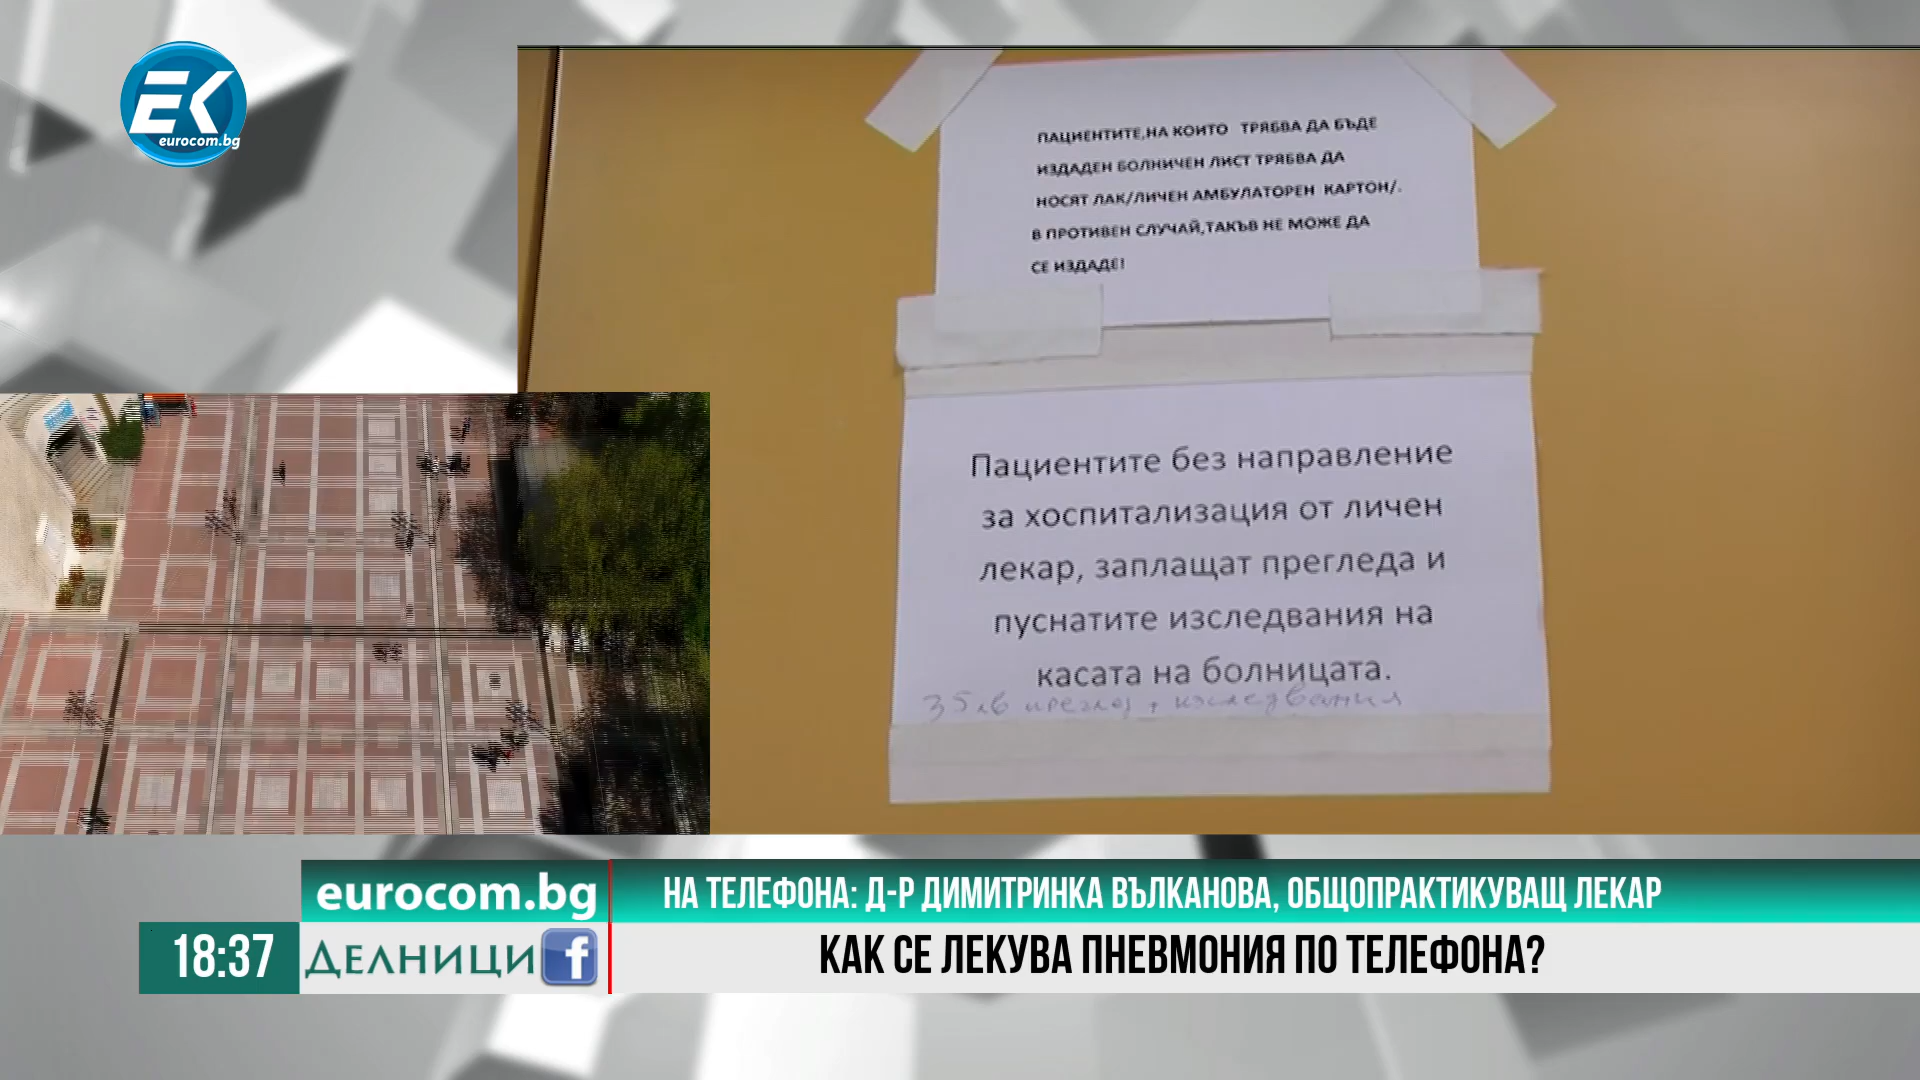 EK
eurocom.bg
ПАЦИЕНТИТЕ,НА КОИТО ТРЯБВА ДА БЪДЕ
ИЗДАДЕН БОЛНИЧЕН ЛИСТ ТРЯБВА ДА
НОСЯТ ЛАК/ЛИЧЕН АМБУЛАТОРЕН КАРТОН/.
В ПРОТИВЕН СЛУЧАЙ,ТАКЪВ НЕ МОЖЕ ДА
СЕ ИЗДАДЕ!
Пациентите без направление
за хоспитализация от личен
лекар, заплащат прегледа и
пуснатите изследвания на
касата на болницата.
35 лв преглед + изследвания
eurocom.bg
НА ТЕЛЕФОНА: Д-Р ДИМИТРИНКА ВЪЛКАНОВА, ОБЩОПРАКТИКУВАЩ ЛЕКАР
18:37
ДЕЛНИЦИ f
КАК СЕ ЛЕКУВА ПНЕВМОНИЯ ПО ТЕЛЕФОНА?